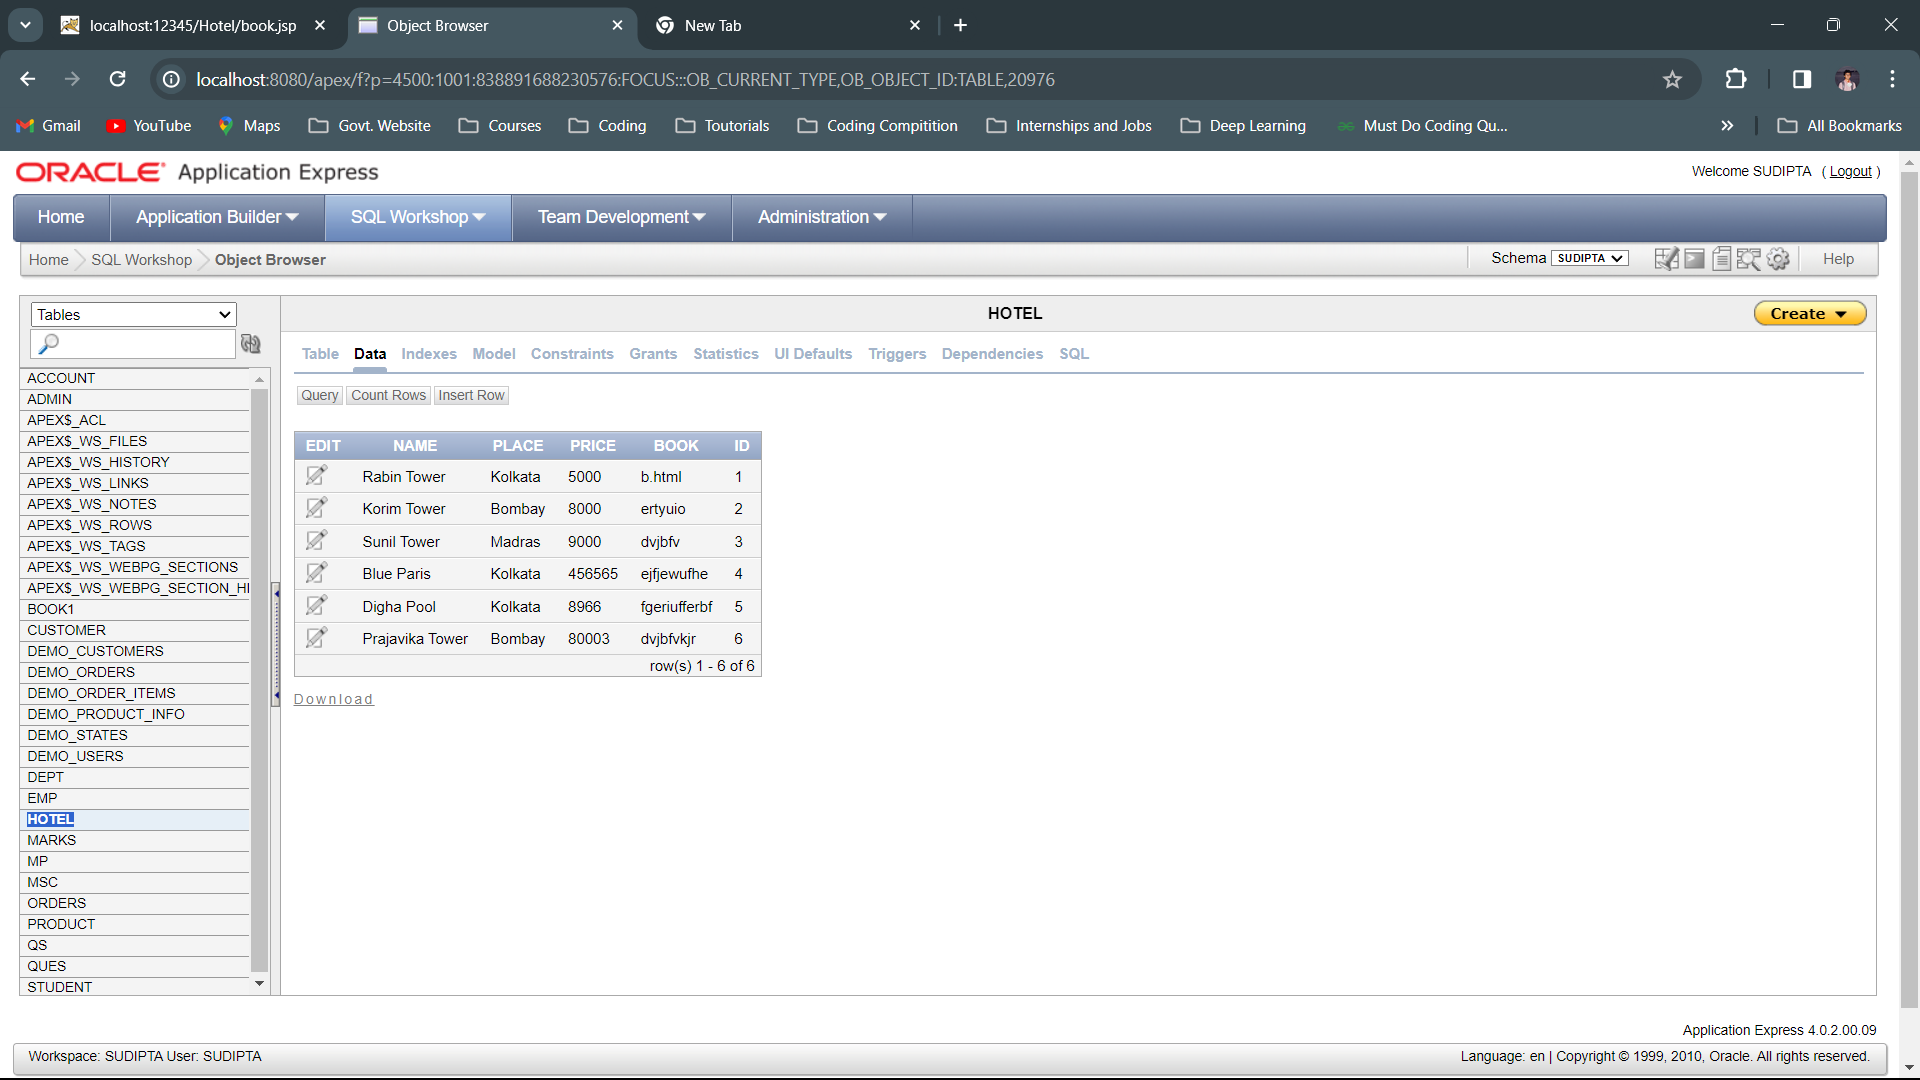 localhost:12345/Hotel/book.jsp
Object Browser
New Tab
localhost:8080/apex/f?p=4500:1001:838891688230576:FOCUS:::OB_CURRENT_TYPE,OB_OBJECT_ID:TABLE,20976
Gmail YouTube Maps Govt. Website Courses Coding Toutorials Coding Compitition Internships and Jobs Deep Learning Must Do Coding Qu... All Bookmarks
ORACLE Application Express
Welcome SUDIPTA ( Logout )
Home Application Builder SQL Workshop Team Development Administration
Home SQL Workshop Object Browser
Schema SUDIPTA Help
Tables
HOTEL
Create
Table Data Indexes Model Constraints Grants Statistics UI Defaults Triggers Dependencies SQL
Query Count Rows Insert Row
EDIT NAME PLACE PRICE BOOK ID
Rabin Tower Kolkata 5000 b.html 1
Korim Tower Bombay 8000 ertyuio 2
Sunil Tower Madras 9000 dvjbfv 3
Blue Paris Kolkata 456565 ejfjewufhe 4
Digha Pool Kolkata 8966 fgeriufferbf 5
Prajavika Tower Bombay 80003 dvjbfvkjr 6
row(s) 1 - 6 of 6
Download
ACCOUNT
ADMIN
APEX$_ACL
APEX$_WS_FILES
APEX$_WS_HISTORY
APEX$_WS_LINKS
APEX$_WS_NOTES
APEX$_WS_ROWS
APEX$_WS_TAGS
APEX$_WS_WEBPG_SECTIONS
APEX$_WS_WEBPG_SECTION_HI
BOOK1
CUSTOMER
DEMO_CUSTOMERS
DEMO_ORDERS
DEMO_ORDER_ITEMS
DEMO_PRODUCT_INFO
DEMO_STATES
DEMO_USERS
DEPT
EMP
HOTEL
MARKS
MP
MSC
ORDERS
PRODUCT
QS
QUES
STUDENT
Application Express 4.0.2.00.09
Workspace: SUDIPTA User: SUDIPTA
Language: en | Copyright © 1999, 2010, Oracle. All rights reserved.